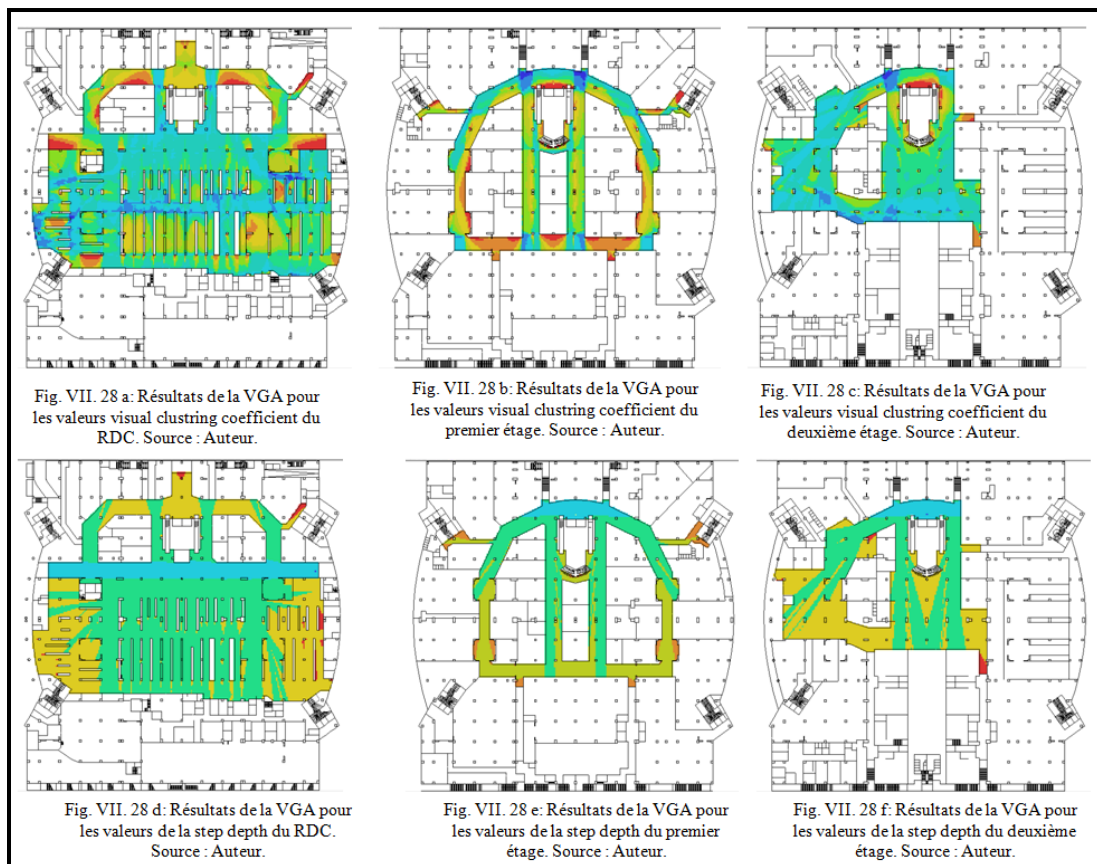 Fig. VII. 28 a: Résultats de la VGA pour
les valeurs visual clustring coefficient du
RDC. Source : Auteur.
Fig. VII. 28 b: Résultats de la VGA pour
les valeurs visual clustring coefficient du
premier étage. Source : Auteur.
Fig. VII. 28 c: Résultats de la VGA pour
les valeurs visual clustring coefficient du
deuxième étage. Source : Auteur.
Fig. VII. 28 d: Résultats de la VGA pour
les valeurs de la step depth du RDC.
Source : Auteur.
Fig. VII. 28 e: Résultats de la VGA pour
les valeurs de la step depth du premier
étage. Source : Auteur.
Fig. VII. 28 f: Résultats de la VGA pour
les valeurs de la step depth du deuxième
étage. Source : Auteur.